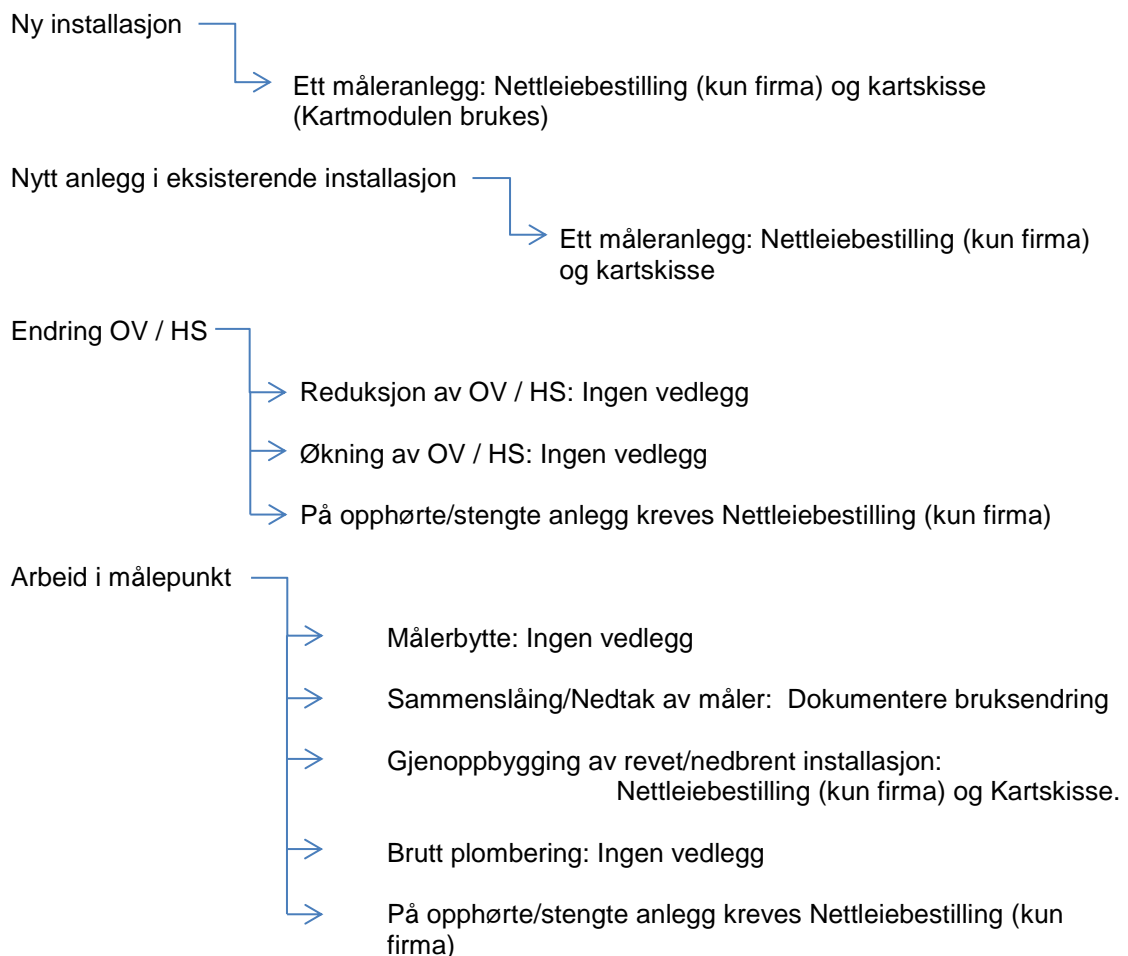 Ny installasjon
Ett måleranlegg: Nettleiebestilling (kun firma) og kartskisse
(Kartmodulen brukes)
Nytt anlegg i eksisterende installasjon
Ett måleranlegg: Nettleiebestilling (kun firma)
og kartskisse
Endring OV / HS
Reduksjon av OV / HS: Ingen vedlegg
Økning av OV / HS: Ingen vedlegg
På opphørte/stengte anlegg kreves Nettleiebestilling (kun firma)
Arbeid i målepunkt
Målerbytte: Ingen vedlegg
Sammenslåing/Nedtak av måler: Dokumentere bruksendring
Gjenoppbygging av revet/nedbrent installasjon:
Nettleiebestilling (kun firma) og Kartskisse.
Brutt plombering: Ingen vedlegg
På opphørte/stengte anlegg kreves Nettleiebestilling (kun
firma)